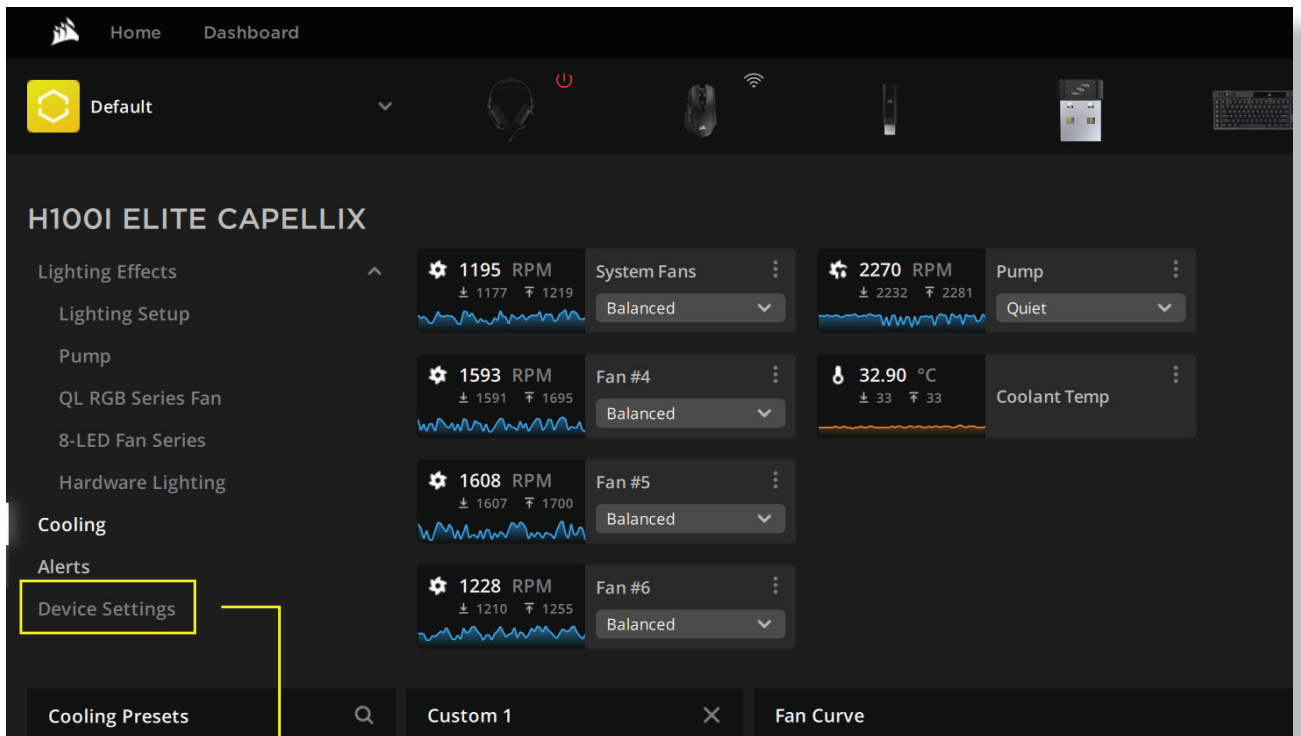 Home Dashboard
Default
H100I ELITE CAPELLIX
Lighting Effects
Lighting Setup
Pump
QL RGB Series Fan
8-LED Fan Series
Hardware Lighting
Cooling
Alerts
Device Settings
1195 RPM
1177 1219
System Fans
Balanced
2270 RPM
2232 2281
Pump
Quiet
1593 RPM
1591 1695
Fan #4
Balanced
32.90 °C
33 33
Coolant Temp
1608 RPM
1607 1700
Fan #5
Balanced
1228 RPM
1210 1255
Fan #6
Balanced
Cooling Presets
Custom 1
Fan Curve